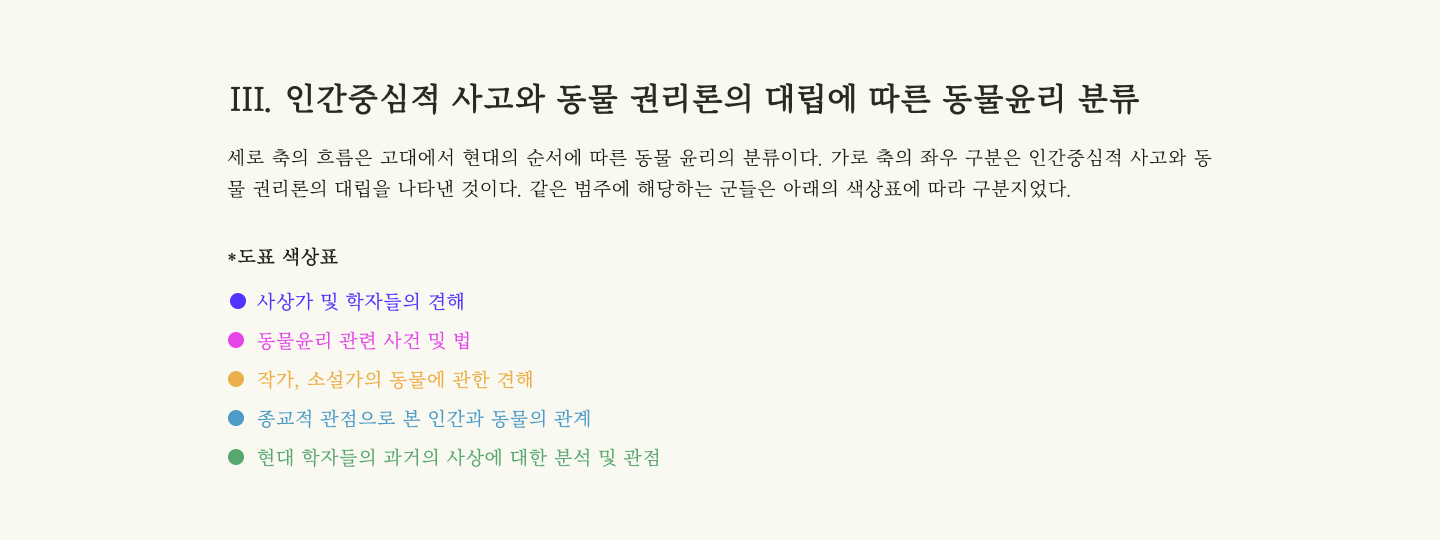 III. 인간중심적 사고와 동물 권리론의 대립에 따른 동물윤리 분류
세로 축의 흐름은 고대에서 현대의 순서에 따른 동물 윤리의 분류이다. 가로 축의 좌우 구분은 인간중심적 사고와 동
물 권리론의 대립을 나타낸 것이다. 같은 범주에 해당하는 군들은 아래의 색상표에 따라 구분지었다.
*도표 색상표
사상가 및 학자들의 견해
동물윤리 관련 사건 및 법
작가, 소설가의 동물에 관한 견해
종교적 관점으로 본 인간과 동물의 관계
현대 학자들의 과거의 사상에 대한 분석 및 관점